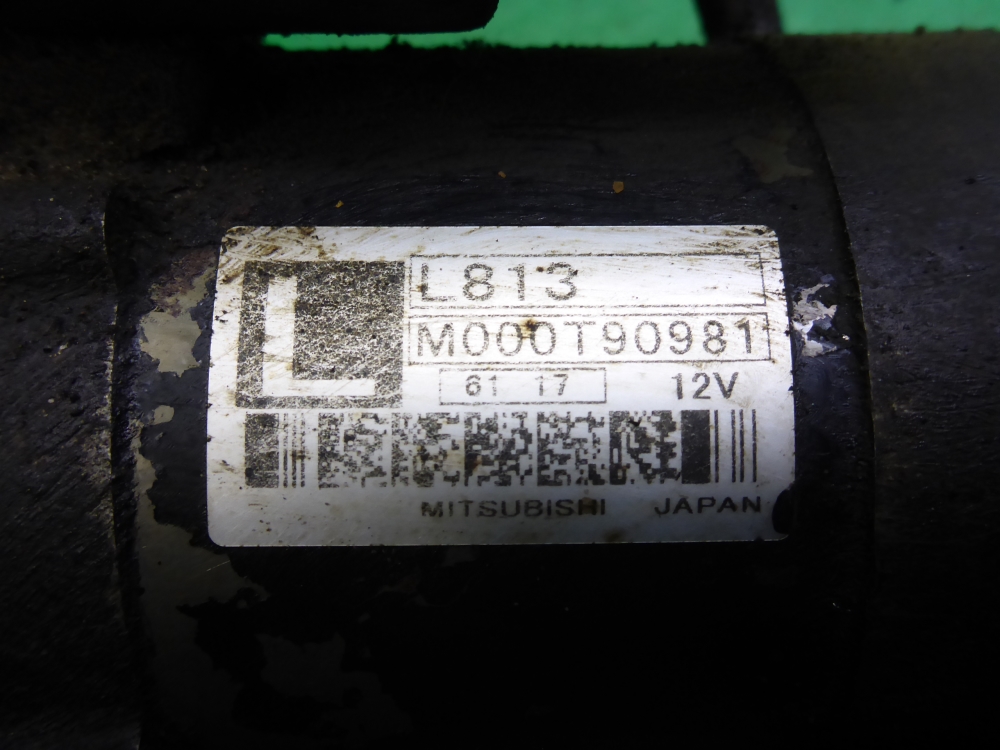 L
L813
M000T90981
61 17
12V
MITSUBISHI JAPAN